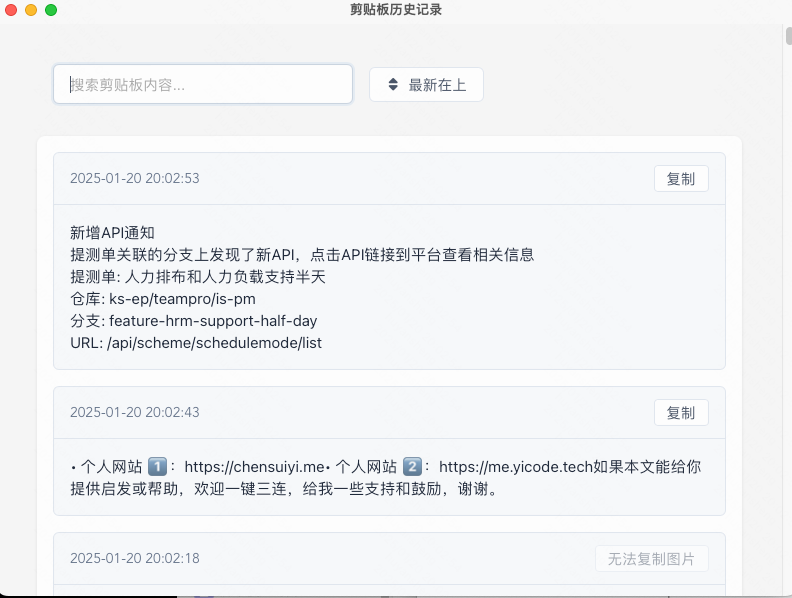 剪贴板历史记录
搜索剪贴板内容...
最新在上
2025-01-20 20:02:53
复制
新增API通知
提测单关联的分支上发现了新API，点击API链接到平台查看相关信息
提测单: 人力排布和人力负载支持半天
仓库: ks-ep/teampro/is-pm
分支: feature-hrm-support-half-day
URL: /api/scheme/schedulemode/list
2025-01-20 20:02:43
复制
• 个人网站 1️⃣： https://chensuiyi.me• 个人网站 2️⃣： https://me.yicode.tech如果本文能给你
提供启发或帮助，欢迎一键三连，给我一些支持和鼓励，谢谢。
2025-01-20 20:02:18
无法复制图片